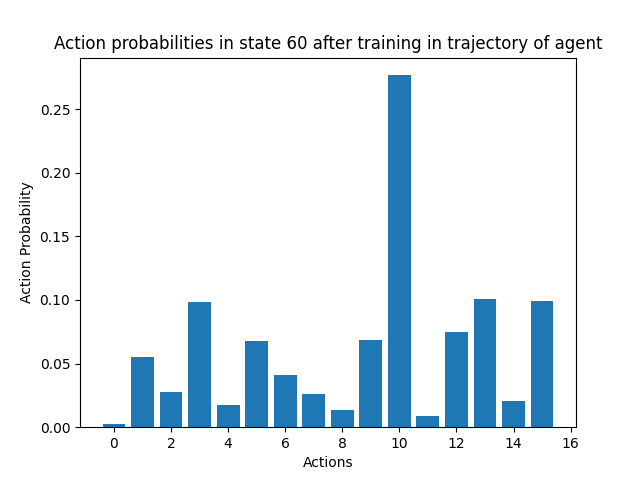 Action probabilities in state 60 after training in trajectory of agent
Action Probability
0.25
0.20
0.15
0.10
0.05
0.00
0 2 4 6 8 10 12 14 16
Actions